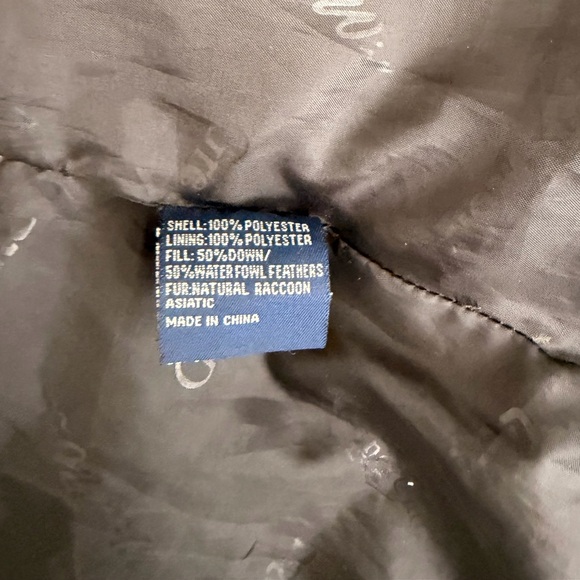 SHELL:100% POLYESTER
LINING:100% POLYESTER
FILL: 50% DOWN/
50% WATER FOWL FEATHERS
FUR:NATURAL RACCOON
ASIATIC
MADE IN CHINA